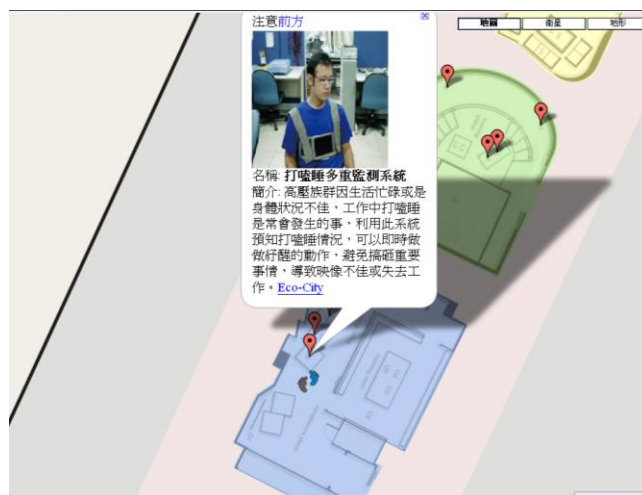 注意前方
地圖
衛星
地形
名稱: 打嗑睡多重監測系統
簡介: 高壓族群因生活忙碌或是
身體狀況不佳，工作中打嗑睡
是常會發生的事，利用此系統
預知打嗑睡情況，可以即時做
做紓醒的動作，避免搞砸重要
事情，導致映像不佳或失去工
作。Eco-City